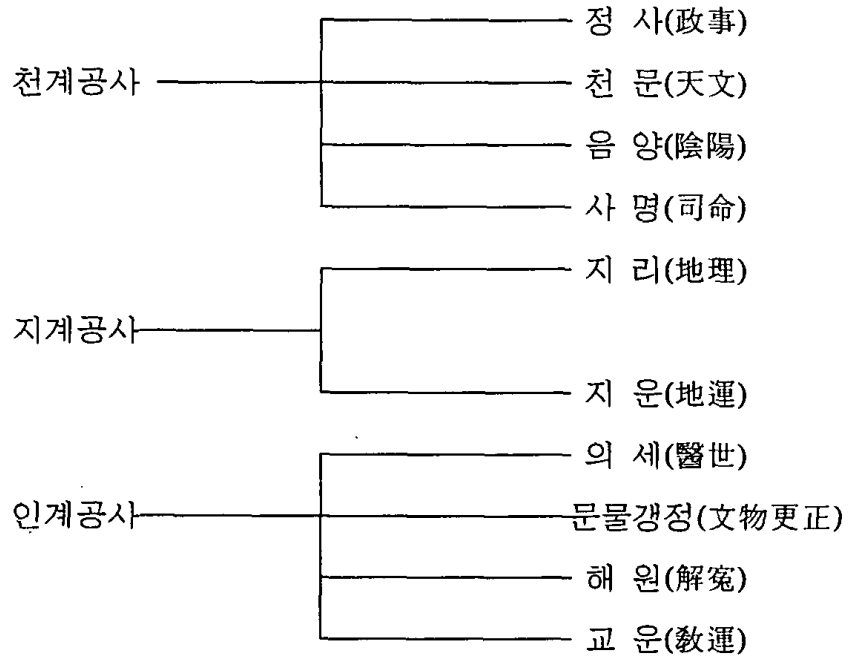 정 사(政事)
천계공사
천 문(天文)
음 양(陰陽)
사 명(司命)
지 리(地理)
지계공사
지 운(地運)
의 세(醫世)
인계공사
문물갱정(文物更正)
해 원(解冤)
교 운(敎運)